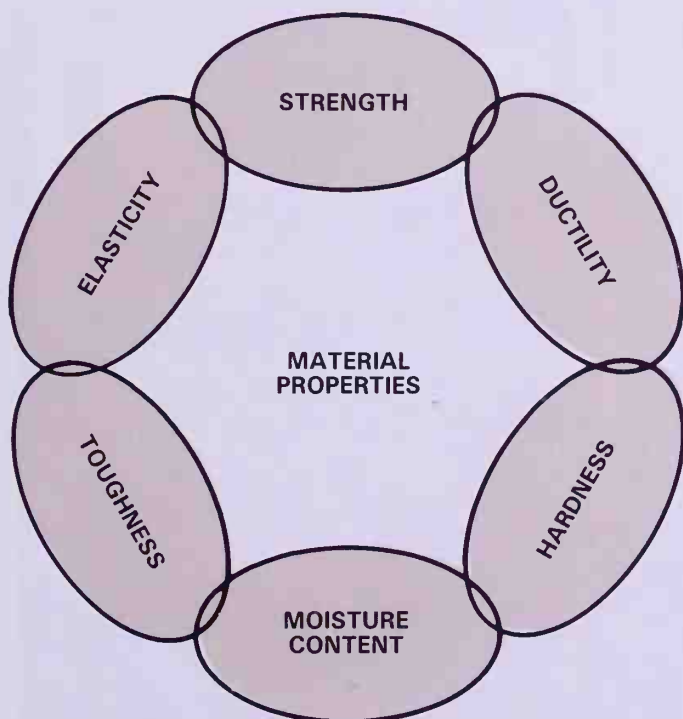 STRENGTH
DUCTILITY
HARDNESS
MOISTURE
CONTENT
TOUGHNESS
ELASTICITY
MATERIAL
PROPERTIES